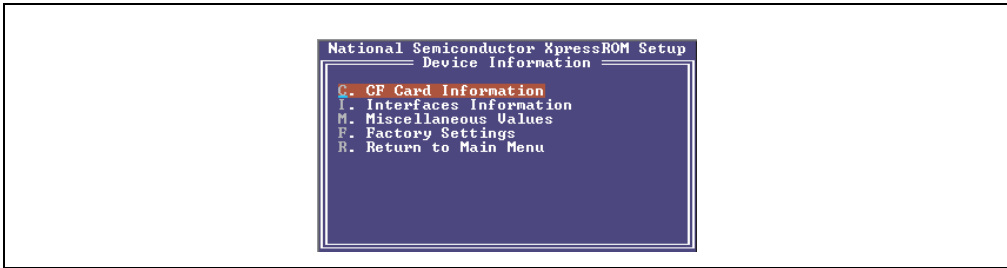 National Semiconductor XpressROM Setup
Device Information
C. CF Card Information
I. Interfaces Information
M. Miscellaneous Values
F. Factory Settings
R. Return to Main Menu